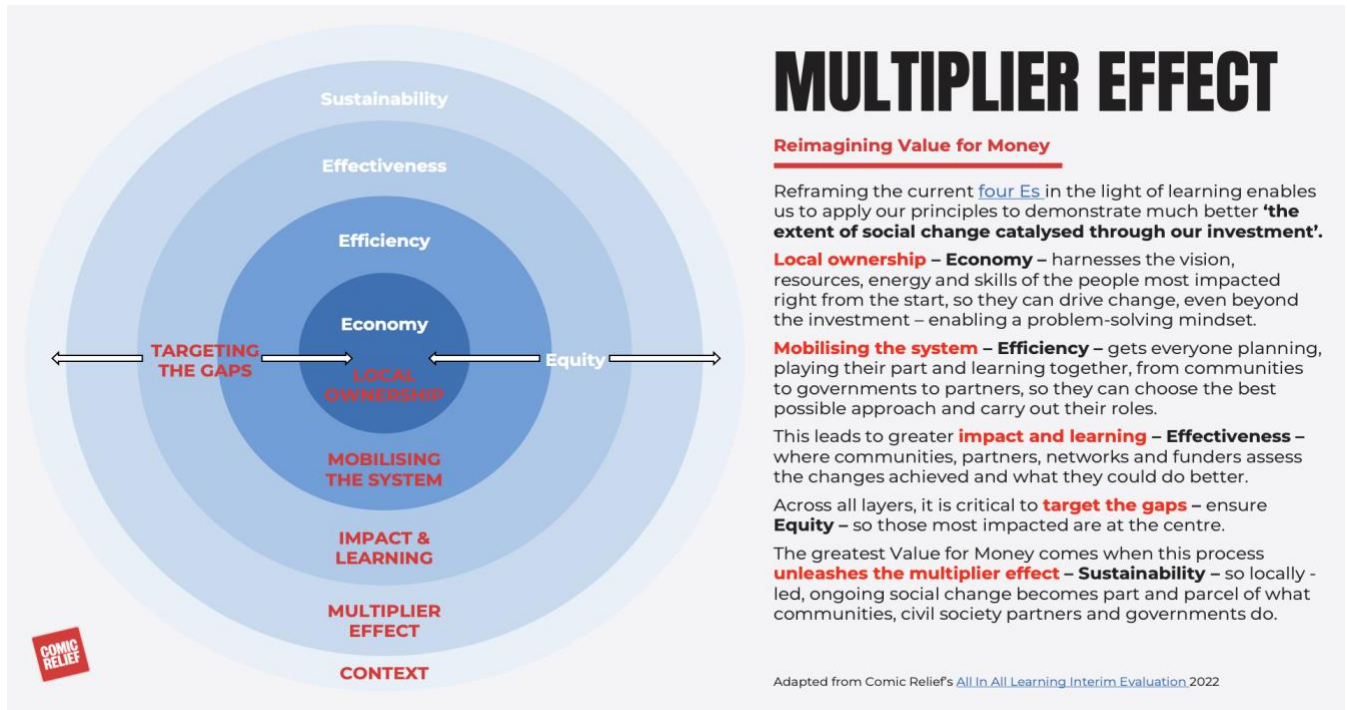 Sustainability
Effectiveness
Efficiency
Economy
TARGETING
THE GAPS
Equity
LOCAL
OWNERSHIP
MOBILISING
THE SYSTEM
IMPACT &
LEARNING
MULTIPLIER
EFFECT
CONTEXT
COMIC
RELIEF
MULTIPLIER EFFECT
Reimagining Value for Money
Reframing the current four Es in the light of learning enables
us to apply our principles to demonstrate much better ‘the
extent of social change catalysed through our investment’.
Local ownership – Economy – harnesses the vision,
resources, energy and skills of the people most impacted
right from the start, so they can drive change, even beyond
the investment – enabling a problem-solving mindset.
Mobilising the system – Efficiency – gets everyone planning,
playing their part and learning together, from communities
to governments to partners, so they can choose the best
possible approach and carry out their roles.
This leads to greater impact and learning – Effectiveness –
where communities, partners, networks and funders assess
the changes achieved and what they could do better.
Across all layers, it is critical to target the gaps – ensure
Equity – so those most impacted are at the centre.
The greatest Value for Money comes when this process
unleashes the multiplier effect – Sustainability – so locally -
led, ongoing social change becomes part and parcel of what
communities, civil society partners and governments do.
Adapted from Comic Relief's All In All Learning Interim Evaluation 2022